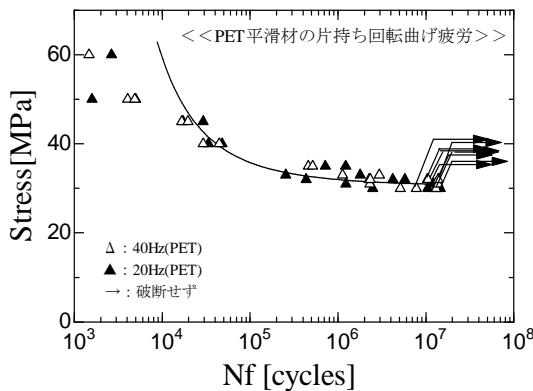 <<PET平滑材の片持ち回転曲げ疲労>>
60
40
20
0
Stress[MPa]
△ : 40Hz(PET)
▲ : 20Hz(PET)
→ : 破断せず
10³ 10⁴ 10⁵ 10⁶ 10⁷ 10⁸
Nf [cycles]